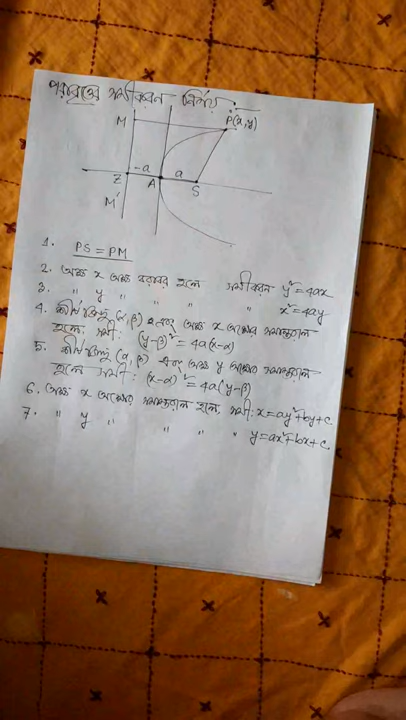 পরাবৃত্তের সমীকরন নির্ণয়:
M P(x,y)
-a a
Z A S
M'
1. PS = PM
2. অক্ষ x অক্ষ বরাবর হলে সমীকরন y²=4ax
3. " y " " " " x²=4ay
4. শীর্ষবিন্দু (α,β) এবং অক্ষ x অক্ষের সমান্তরাল
হলে সমী: (y-β)²=4a(x-α)
5. শীর্ষবিন্দু (α,β) এবং অক্ষ y অক্ষের সমান্তরাল
হলে সমী: (x-α)²=4a(y-β)
6. অক্ষ x অক্ষের সমান্তরাল হলে সমী: x=ay²+by+c.
7. " y " " " " y=ax²+bx+c.